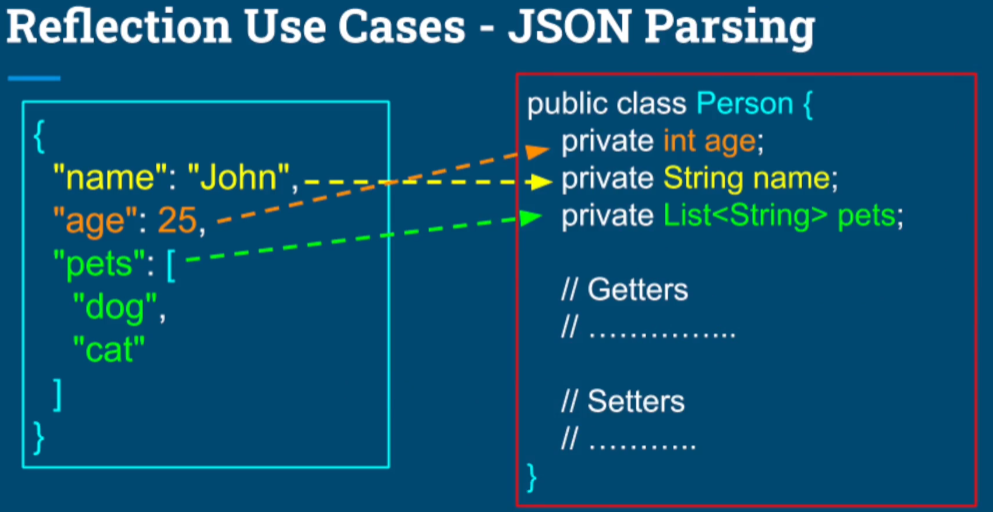 Reflection Use Cases - JSON Parsing
{
"name": "John",
"age": 25,
"pets": [
"dog",
"cat"
]
}
public class Person {
private int age;
private String name;
private List<String> pets;
// Getters
// ...............
// Setters
// ...........
}